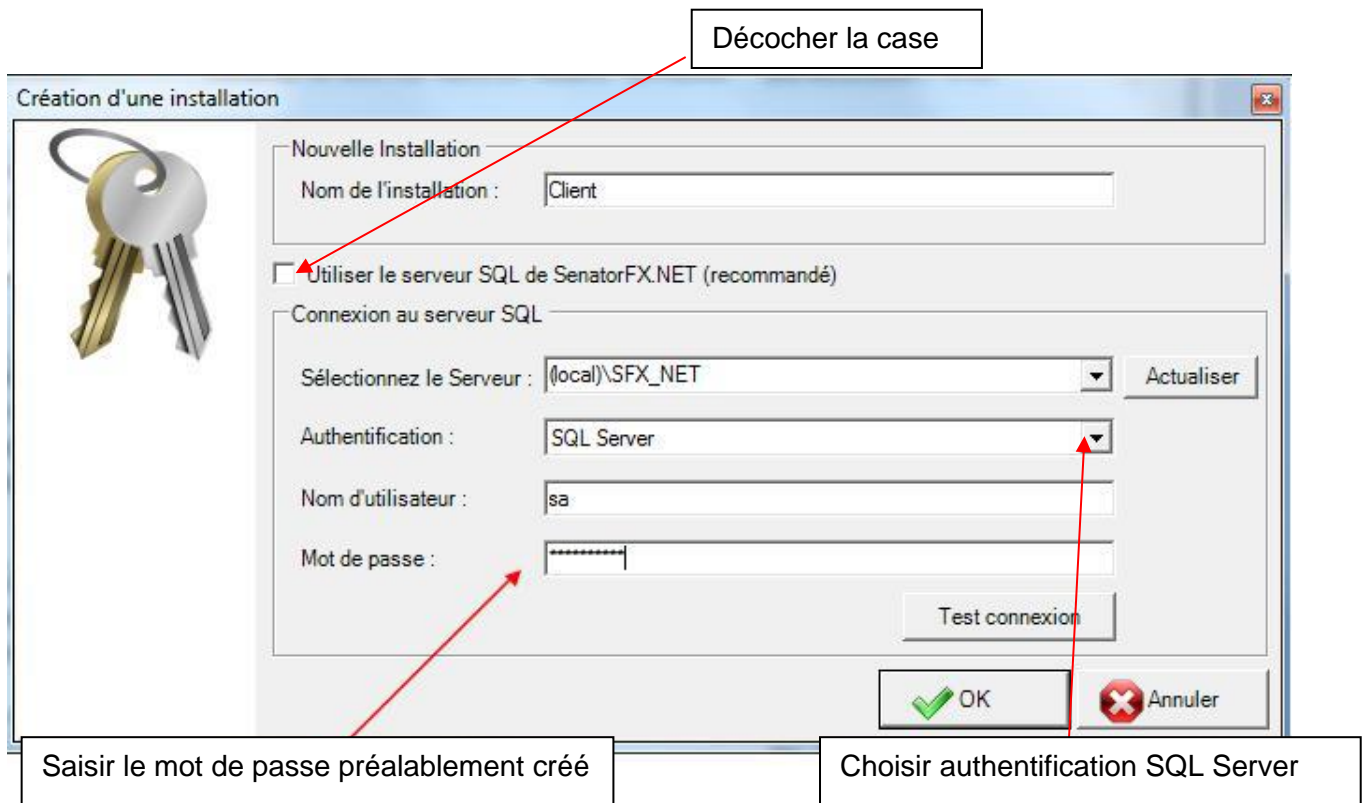 Décocher la case
Création d'une installation
Nouvelle Installation
Nom de l'installation : Client
Utiliser le serveur SQL de SenatorFX.NET (recommandé)
Connexion au serveur SQL
Sélectionnez le Serveur : (local)\SFX_NET Actualiser
Authentification : SQL Server
Nom d'utilisateur : sa
Mot de passe : **********
Test connexion
OK Annuler
Saisir le mot de passe préalablement créé Choisir authentification SQL Server